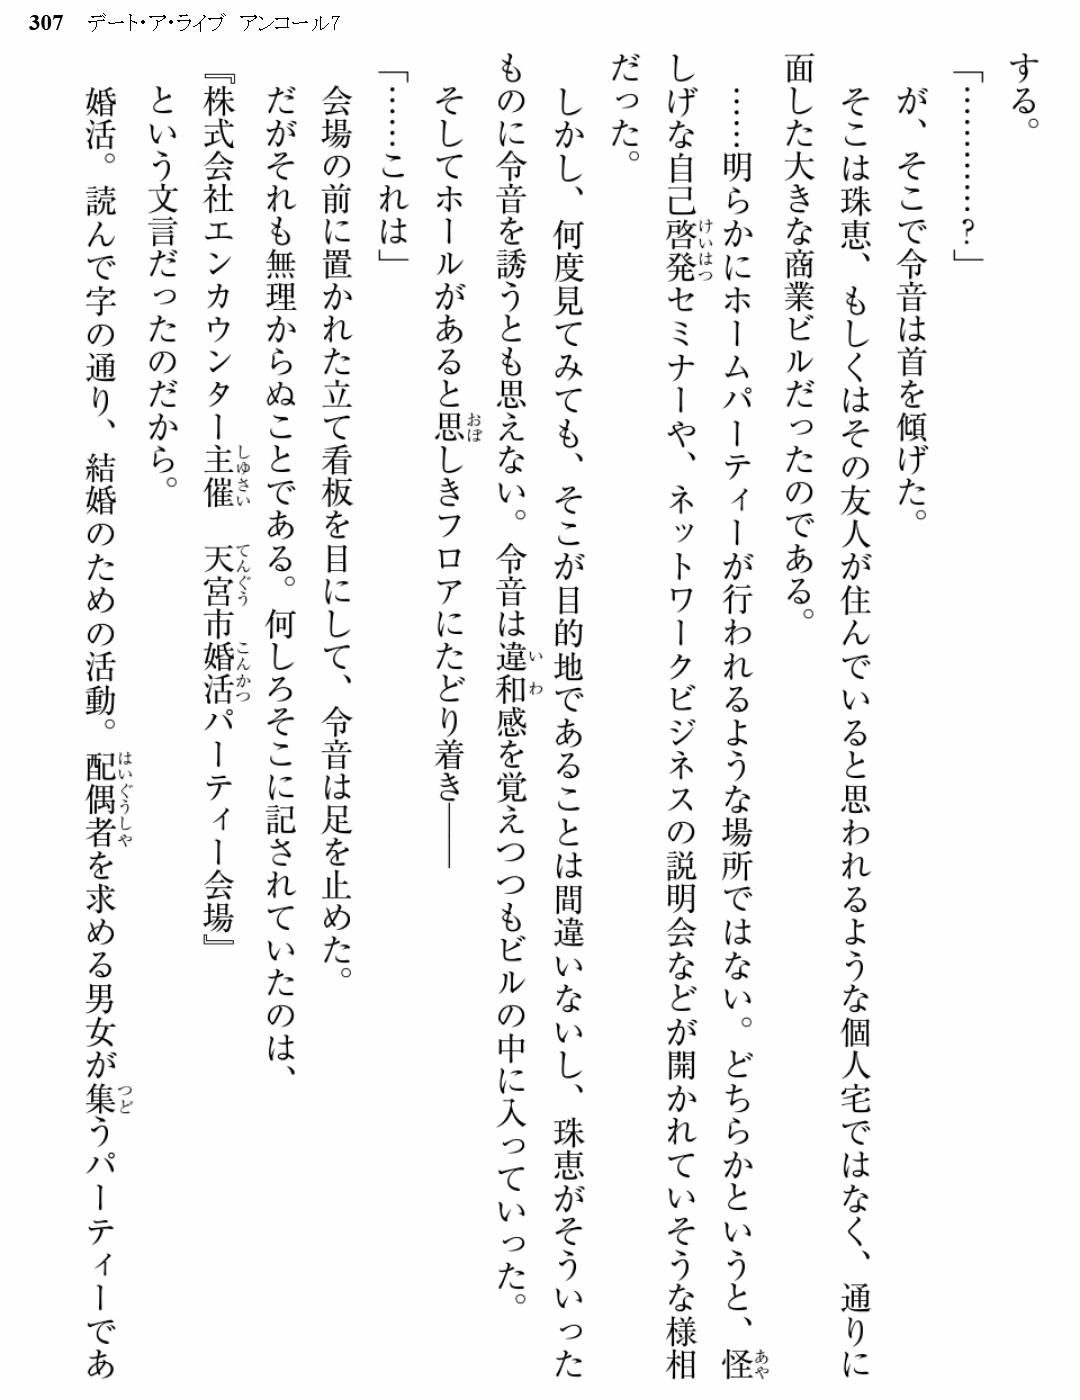 307 デート・ア・ライブ アンコール7
する。
「…………?」
が、そこで令音は首を傾げた。
そこは珠恵、もしくはその友人が住んでいると思われるような個人宅ではなく、通りに
面した大きな商業ビルだったのである。
……明らかにホームパーティーが行われるような場所ではない。どちらかというと、怪
しげな自己啓発セミナーや、ネットワークビジネスの説明会などが開かれていそうな様相
だった。
しかし、何度見てみても、そこが目的地であることは間違いないし、珠恵がそういった
ものに令音を誘うとも思えない。令音は違和感を覚えつつもビルの中に入っていった。
そしてホールがあると思しきフロアにたどり着き――
「……これは」
会場の前に置かれた立て看板を目にして、令音は足を止めた。
だがそれも無理からぬことである。何しろそこに記されていたのは、
『株式会社エンカウンター主催　天宮市婚活パーティー会場』
という文言だったのだから。
婚活。読んで字の通り、結婚のための活動。配偶者を求める男女が集うパーティーであ